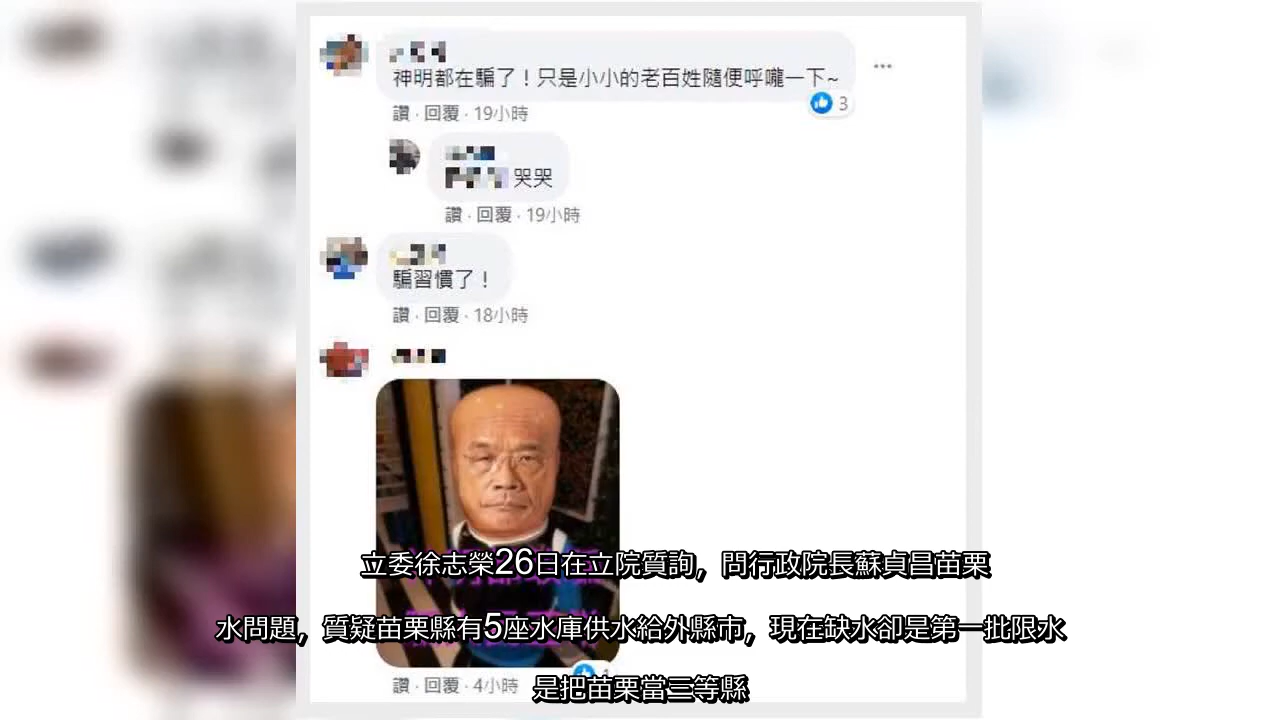 神明都在騙了！只是小小的老百姓隨便呼嚨一下~
3
讚 · 回覆 · 19小時
哭哭
讚 · 回覆 · 19小時
騙習慣了！
讚 · 回覆 · 18小時
立委徐志榮26日在立院質詢，問行政院長蘇貞昌苗栗
水問題，質疑苗栗縣有5座水庫供水給外縣市，現在缺水卻是第一批限水
讚 · 回覆 · 4小時
是把苗栗當三等縣